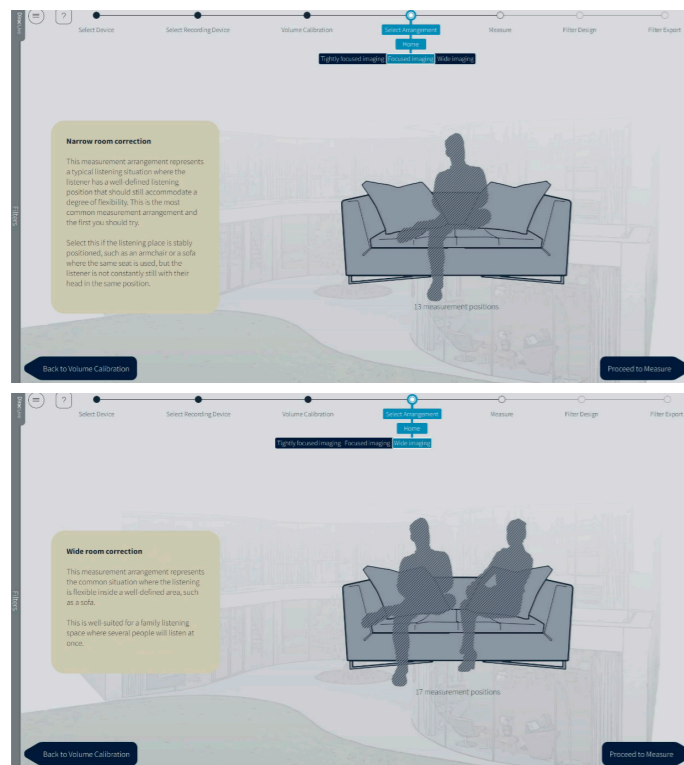 Dirac Live
?
Select Device
Select Recording Device
Volume Calibration
Select Arrangement
Measure
Filter Design
Filter Export
Home
Tightly focused imaging Focused imaging Wide imaging
Narrow room correction
This measurement arrangement represents
a typical listening situation where the
listener has a well-defined listening
position that should still accommodate a
degree of flexibility. This is the most
common measurement arrangement and
the first you should try.
Select this if the listening place is stably
positioned, such as an armchair or a sofa
where the same seat is used, but the
listener is not constantly still with their
head in the same position.
Filters
13 measurement positions
Back to Volume Calibration
Proceed to Measure
Dirac Live
?
Select Device
Select Recording Device
Volume Calibration
Select Arrangement
Measure
Filter Design
Filter Export
Home
Tightly focused imaging Focused imaging Wide imaging
Wide room correction
This measurement arrangement represents
the common situation where the listening
is flexible inside a well-defined area, such
as a sofa.
This is well-suited for a family listening
space where several people will listen at
once.
Filters
17 measurement positions
Back to Volume Calibration
Proceed to Measure